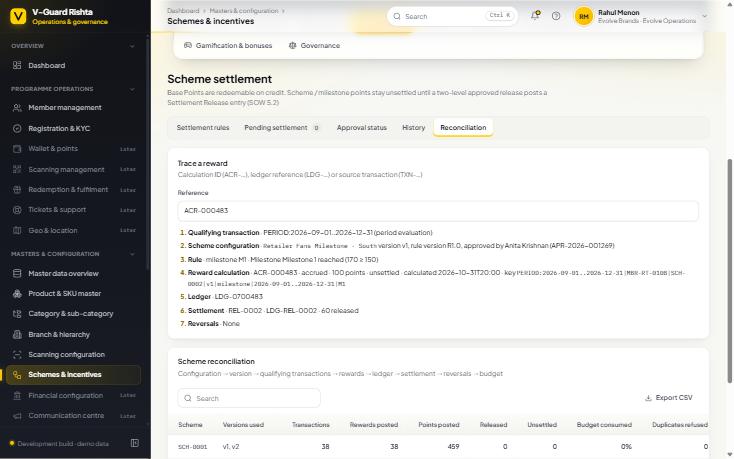 V-Guard Rishta
Operations & governance
OVERVIEW
Dashboard
PROGRAMME OPERATIONS
Member management
Registration & KYC
Wallet & points Later
Scanning management Later
Redemption & fulfilment Later
Tickets & support Later
Geo & location Later
MASTERS & CONFIGURATION
Master data overview
Product & SKU master
Category & sub-category
Branch & hierarchy
Scanning configuration
Schemes & incentives
Financial configuration Later
Communication centre Later
Development build · demo data
Dashboard > Masters & configuration >
Schemes & incentives
Search Ctrl K
RM
Rahul Menon
Evolve Brands · Evolve Operations
Gamification & bonuses
Governance
Scheme settlement
Base Points are redeemable on credit. Scheme / milestone points stay unsettled until a two-level approved release posts a
Settlement Release entry (SOW 5.2)
Settlement rules
Pending settlement 0
Approval status
History
Reconciliation
Trace a reward
Calculation ID (ACR-…), ledger reference (LDG-…) or source transaction (TXN-…)
Reference
ACR-000483
1. Qualifying transaction · PERIOD:2026-09-01..2026-12-31 (period evaluation)
2. Scheme configuration · Retailer Fans Milestone - South version v1, rule version R1.0, approved by Anita Krishnan (APR-2026-001269)
3. Rule · milestone M1 · Milestone Milestone 1 reached (170 ≥ 150)
4. Reward calculation · ACR-000483 · accrued · 100 points · unsettled · calculated 2026-10-31T20:00 · key PERIOD:2026-09-01..2026-12-31|MBR-RT-0108|SCH-
0002|v1|milestone|2026-09-01..2026-12-31|M1
5. Ledger · LDG-0700483
6. Settlement · REL-0002 · LDG-REL-0002 · 60 released
7. Reversals · None
Scheme reconciliation
Configuration → version → qualifying transactions → rewards → ledger → settlement → reversals → budget
Search
Export CSV
Scheme Versions used Transactions Rewards posted Points posted Released Unsettled Budget consumed Duplicates refused
SCH-0001 v1, v2 38 38 459 0 0 0% 0